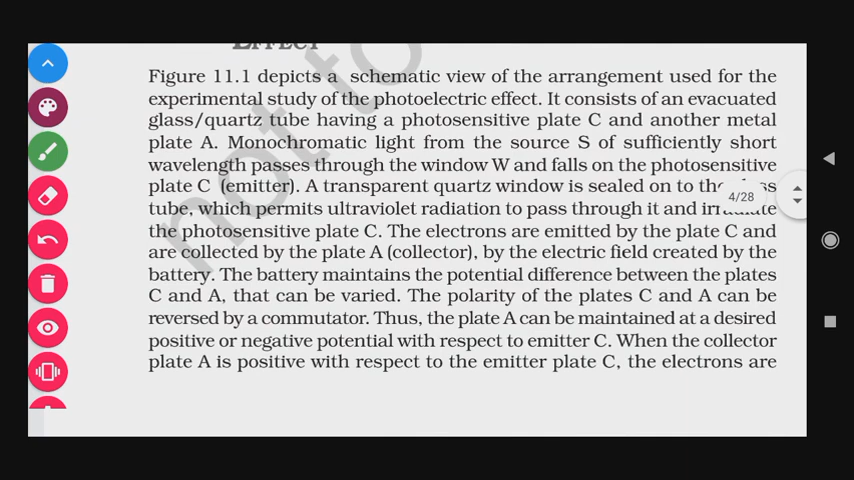 EFFECT
Figure 11.1 depicts a schematic view of the arrangement used for the
experimental study of the photoelectric effect. It consists of an evacuated
glass/quartz tube having a photosensitive plate C and another metal
plate A. Monochromatic light from the source S of sufficiently short
wavelength passes through the window W and falls on the photosensitive
plate C (emitter). A transparent quartz window is sealed on to the glass
4/28
tube, which permits ultraviolet radiation to pass through it and irradiate
the photosensitive plate C. The electrons are emitted by the plate C and
are collected by the plate A (collector), by the electric field created by the
battery. The battery maintains the potential difference between the plates
C and A, that can be varied. The polarity of the plates C and A can be
reversed by a commutator. Thus, the plate A can be maintained at a desired
positive or negative potential with respect to emitter C. When the collector
plate A is positive with respect to the emitter plate C, the electrons are
not to